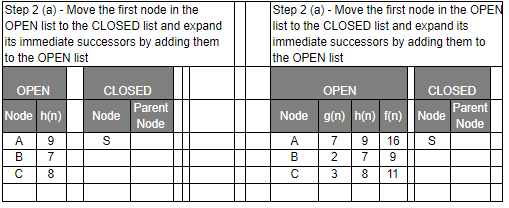 Step 2 (a) - Move the first node in the
OPEN list to the CLOSED list and expand
its immediate successors by adding them
to the OPEN list
OPEN CLOSED
Node h(n) Node Parent Node
A 9 S
B 7
C 8
Step 2 (a) - Move the first node in the OPEN
list to the CLOSED list and expand its
immediate successors by adding them to
the OPEN list
OPEN CLOSED
Node g(n) h(n) f(n) Node Parent Node
A 7 9 16 S
B 2 7 9
C 3 8 11